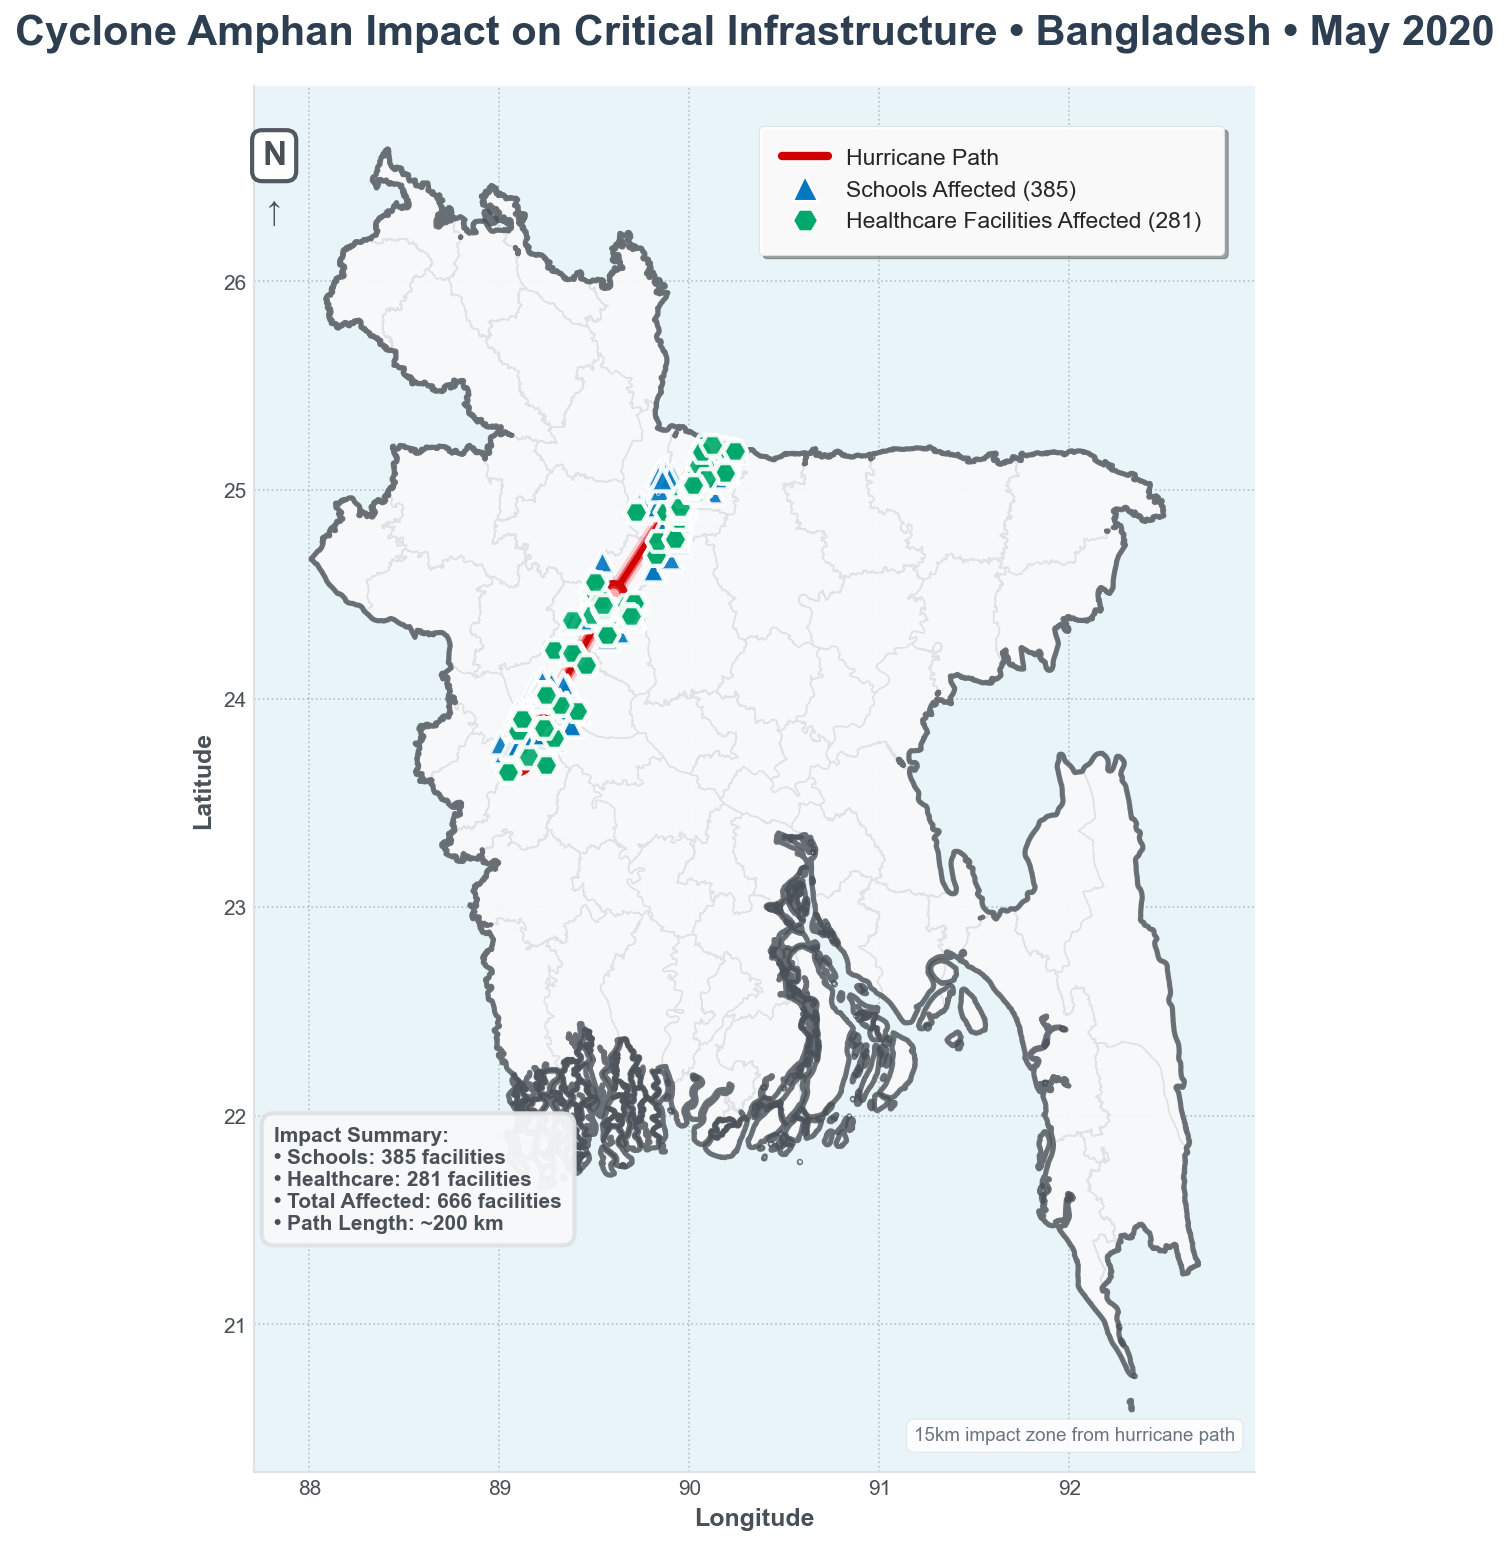 Cyclone Amphan Impact on Critical Infrastructure • Bangladesh • May 2020
N
↑
Hurricane Path
Schools Affected (385)
Healthcare Facilities Affected (281)
26
25
24
23
22
21
Latitude
Impact Summary:
• Schools: 385 facilities
• Healthcare: 281 facilities
• Total Affected: 666 facilities
• Path Length: ~200 km
15km impact zone from hurricane path
88
89
90
91
92
Longitude